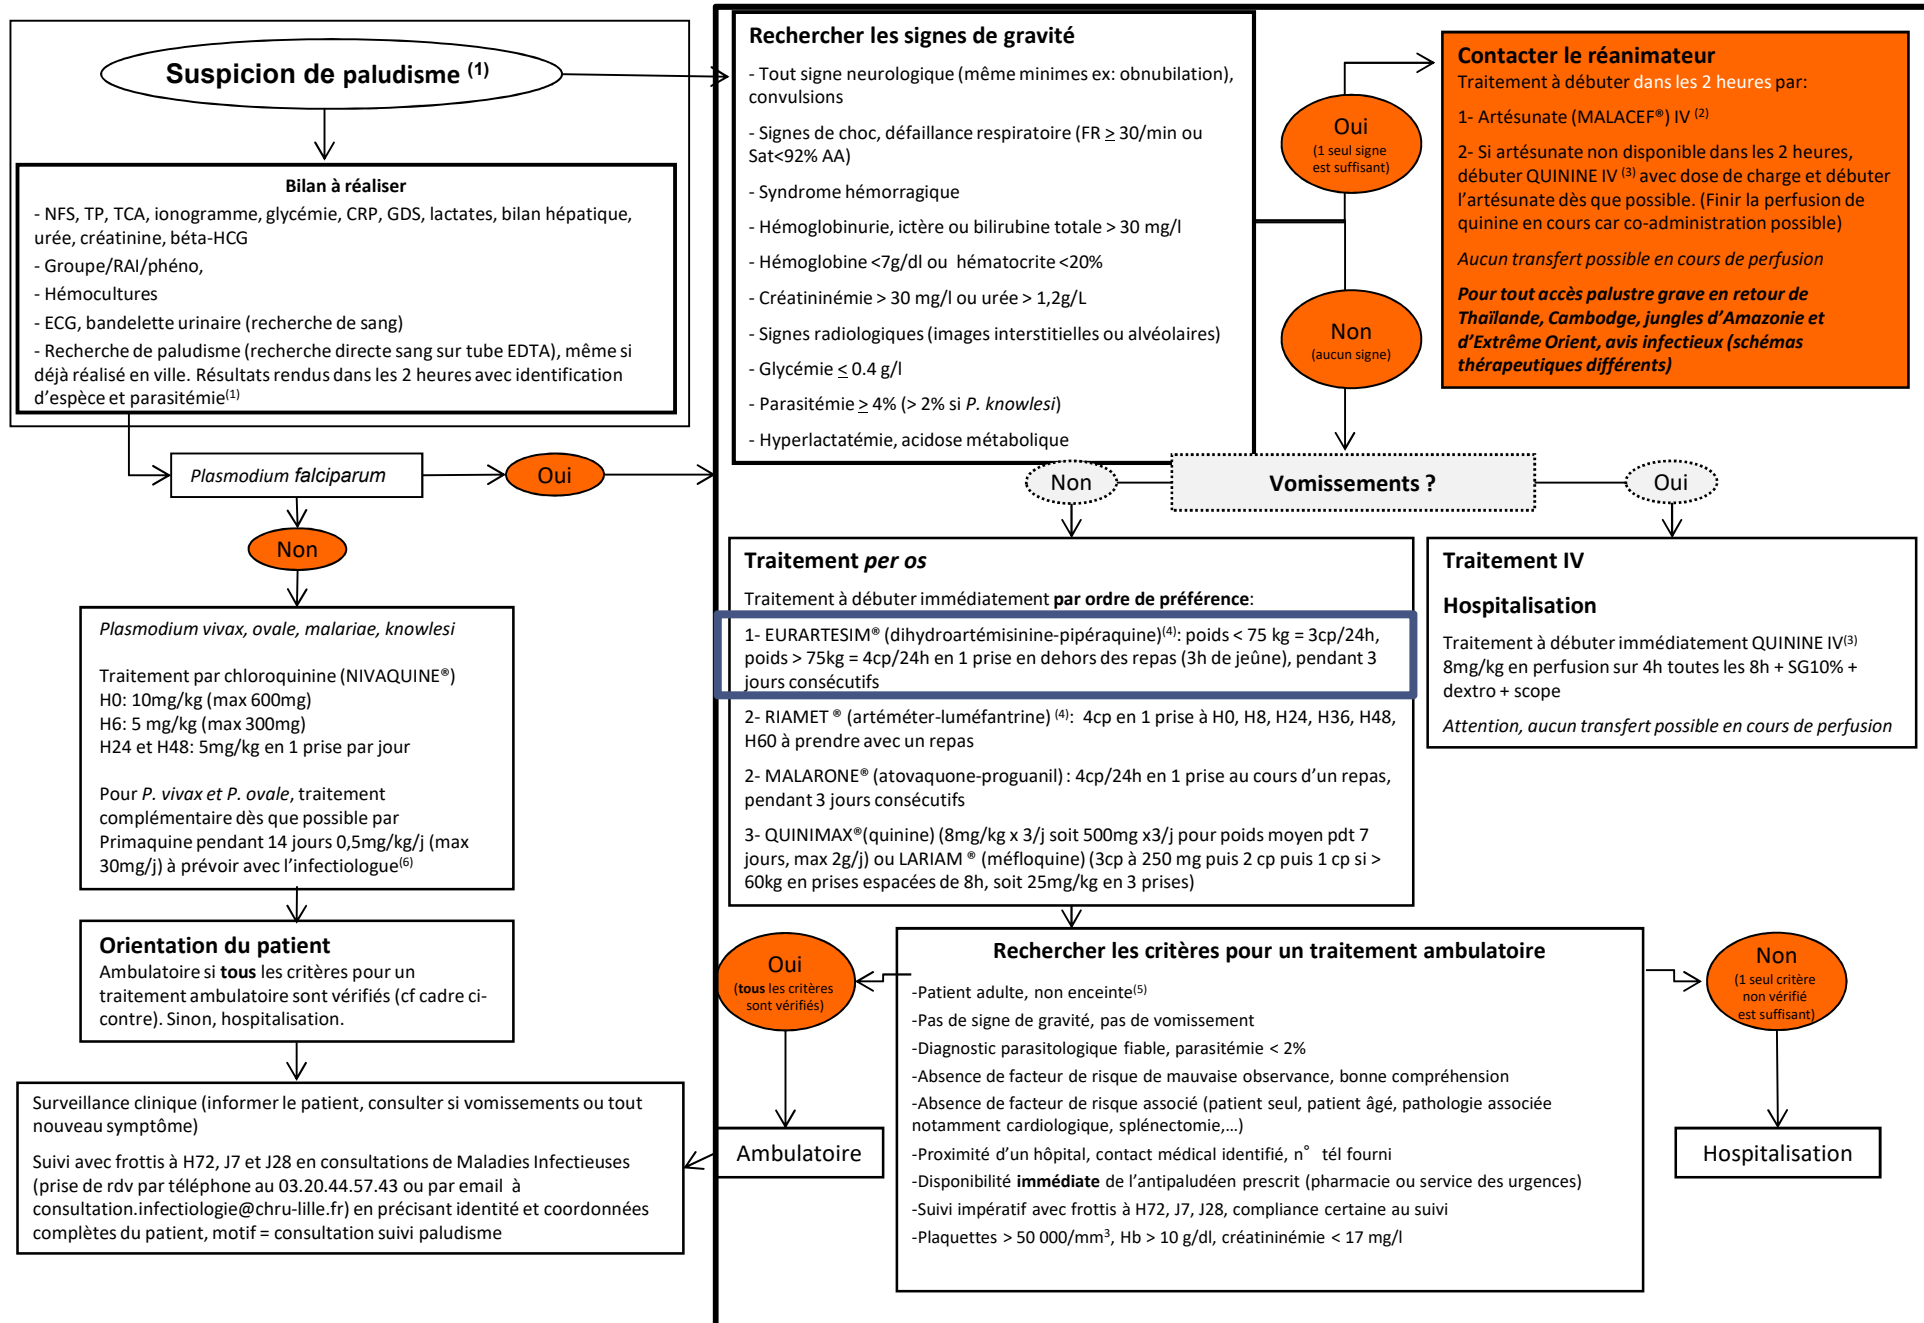 Suspicion de paludisme (1)
Bilan à réaliser
- NFS, TP, TCA, ionogramme, glycémie, CRP, GDS, lactates, bilan hépatique,
urée, créatinine, béta-HCG
- Groupe/RAI/phéno,
- Hémocultures
- ECG, bandelette urinaire (recherche de sang)
- Recherche de paludisme (recherche directe sang sur tube EDTA), même si
déjà réalisé en ville. Résultats rendus dans les 2 heures avec identification
d'espèce et parasitémie(1)
Plasmodium falciparum
Oui
Non
Plasmodium vivax, ovale, malariae, knowlesi
Traitement par chloroquinine (NIVAQUINE®)
H0: 10mg/kg (max 600mg)
H6: 5 mg/kg (max 300mg)
H24 et H48: 5mg/kg en 1 prise par jour
Pour P. vivax et P. ovale, traitement
complémentaire dès que possible par
Primaquine pendant 14 jours 0,5mg/kg/j (max
30mg/j) à prévoir avec l'infectiologue(6)
Orientation du patient
Ambulatoire si tous les critères pour un
traitement ambulatoire sont vérifiés (cf cadre ci-
contre). Sinon, hospitalisation.
Surveillance clinique (informer le patient, consulter si vomissements ou tout
nouveau symptôme)
Suivi avec frottis à H72, J7 et J28 en consultations de Maladies Infectieuses
(prise de rdv par téléphone au 03.20.44.57.43 ou par email à
consultation.infectiologie@chru-lille.fr) en précisant identité et coordonnées
complètes du patient, motif = consultation suivi paludisme
Rechercher les signes de gravité
- Tout signe neurologique (même minimes ex: obnubilation),
convulsions
- Signes de choc, défaillance respiratoire (FR ≥ 30/min ou
Sat<92% AA)
- Syndrome hémorragique
- Hémoglobinurie, ictère ou bilirubine totale > 30 mg/l
- Hémoglobine <7g/dl ou hématocrite <20%
- Créatininémie > 30 mg/l ou urée > 1,2g/L
- Signes radiologiques (images interstitielles ou alvéolaires)
- Glycémie ≤ 0.4 g/l
- Parasitémie ≥ 4% (> 2% si P. knowlesi)
- Hyperlactatémie, acidose métabolique
Oui
(1 seul signe
est suffisant)
Non
(aucun signe)
Contacter le réanimateur
Traitement à débuter dans les 2 heures par:
1- Artésunate (MALACEF®) IV (2)
2- Si artésunate non disponible dans les 2 heures,
débuter QUININE IV (3) avec dose de charge et débuter
l'artésunate dès que possible. (Finir la perfusion de
quinine en cours car co-administration possible)
Aucun transfert possible en cours de perfusion
Pour tout accès palustre grave en retour de
Thaïlande, Cambodge, jungles d'Amazonie et
d'Extrême Orient, avis infectieux (schémas
thérapeutiques différents)
Non
Vomissements ?
Oui
Traitement per os
Traitement à débuter immédiatement par ordre de préférence:
1- EURARTESIM® (dihydroartémisinine-pipéraquine)(4): poids < 75 kg = 3cp/24h,
poids > 75kg = 4cp/24h en 1 prise en dehors des repas (3h de jeûne), pendant 3
jours consécutifs
2- RIAMET ® (artéméter-luméfantrine) (4): 4cp en 1 prise à H0, H8, H24, H36, H48,
H60 à prendre avec un repas
2- MALARONE® (atovaquone-proguanil) : 4cp/24h en 1 prise au cours d'un repas,
pendant 3 jours consécutifs
3- QUINIMAX®(quinine) (8mg/kg x 3/j soit 500mg x3/j pour poids moyen pdt 7
jours, max 2g/j) ou LARIAM ® (méfloquine) (3cp à 250 mg puis 2 cp puis 1 cp si >
60kg en prises espacées de 8h, soit 25mg/kg en 3 prises)
Traitement IV
Hospitalisation
Traitement à débuter immédiatement QUININE IV(3)
8mg/kg en perfusion sur 4h toutes les 8h + SG10% +
dextro + scope
Attention, aucun transfert possible en cours de perfusion
Oui
(tous les critères
sont vérifiés)
Ambulatoire
Rechercher les critères pour un traitement ambulatoire
-Patient adulte, non enceinte(5)
-Pas de signe de gravité, pas de vomissement
-Diagnostic parasitologique fiable, parasitémie < 2%
-Absence de facteur de risque de mauvaise observance, bonne compréhension
-Absence de facteur de risque associé (patient seul, patient âgé, pathologie associée
notamment cardiologique, splénectomie,...)
-Proximité d'un hôpital, contact médical identifié, n° tél fourni
-Disponibilité immédiate de l'antipaludéen prescrit (pharmacie ou service des urgences)
-Suivi impératif avec frottis à H72, J7, J28, compliance certaine au suivi
-Plaquettes > 50 000/mm3, Hb > 10 g/dl, créatininémie < 17 mg/l
Non
(1 seul critère
non vérifié
est suffisant)
Hospitalisation